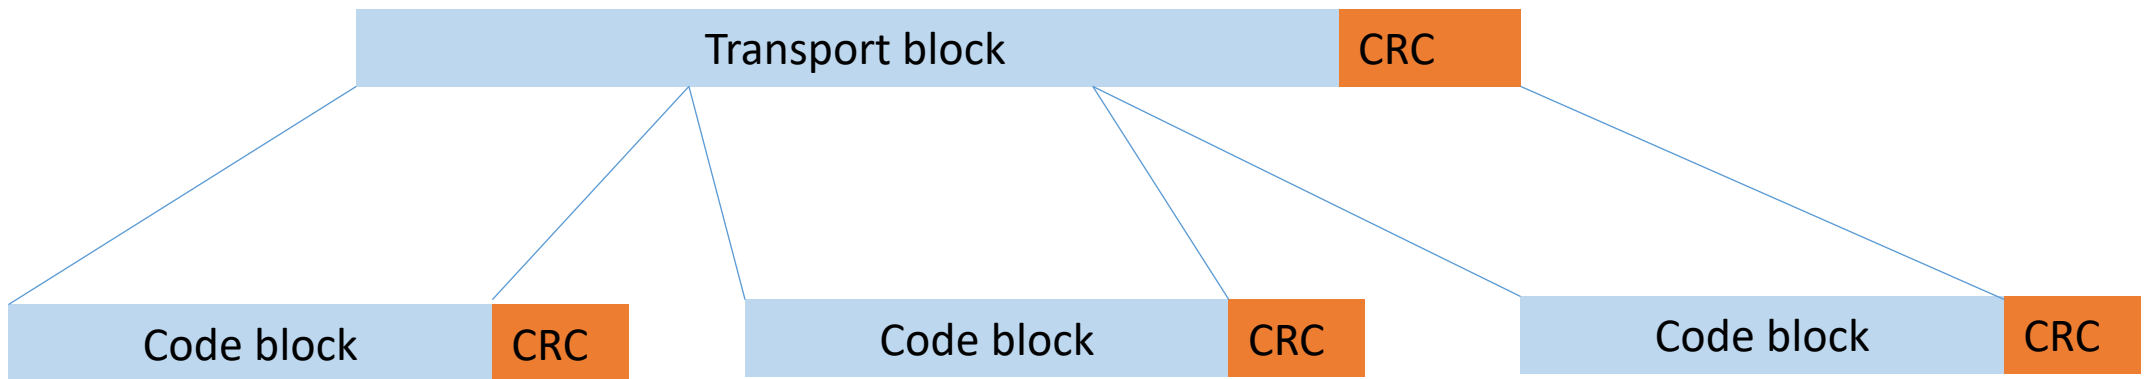 Transport block CRC
Code block CRC Code block CRC Code block CRC